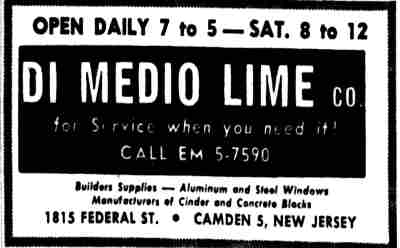 OPEN DAILY 7 to 5 — SAT. 8 to 12
DI MEDIO LIME CO.
for Service when you need it!
CALL EM 5-7590
Builders Supplies — Aluminum and Steel Windows
Manufacturers of Cinder and Concrete Blocks
1815 FEDERAL ST. • CAMDEN 5, NEW JERSEY